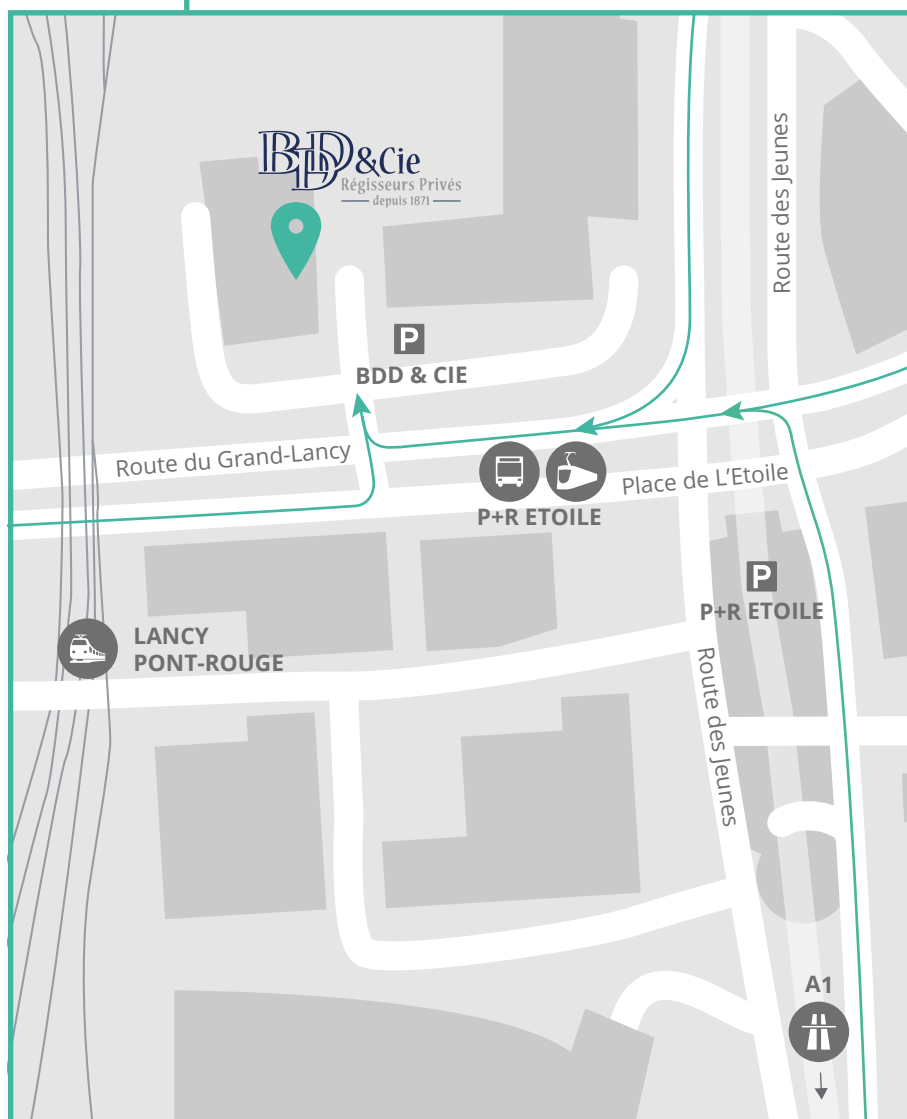 BDD &Cie
Régisseurs Privés
depuis 1871
Route des Jeunes
P
BDD & CIE
Route du Grand-Lancy
Place de L'Etoile
P+R ETOILE
P
P+R ETOILE
LANCY
PONT-ROUGE
Route des Jeunes
A1